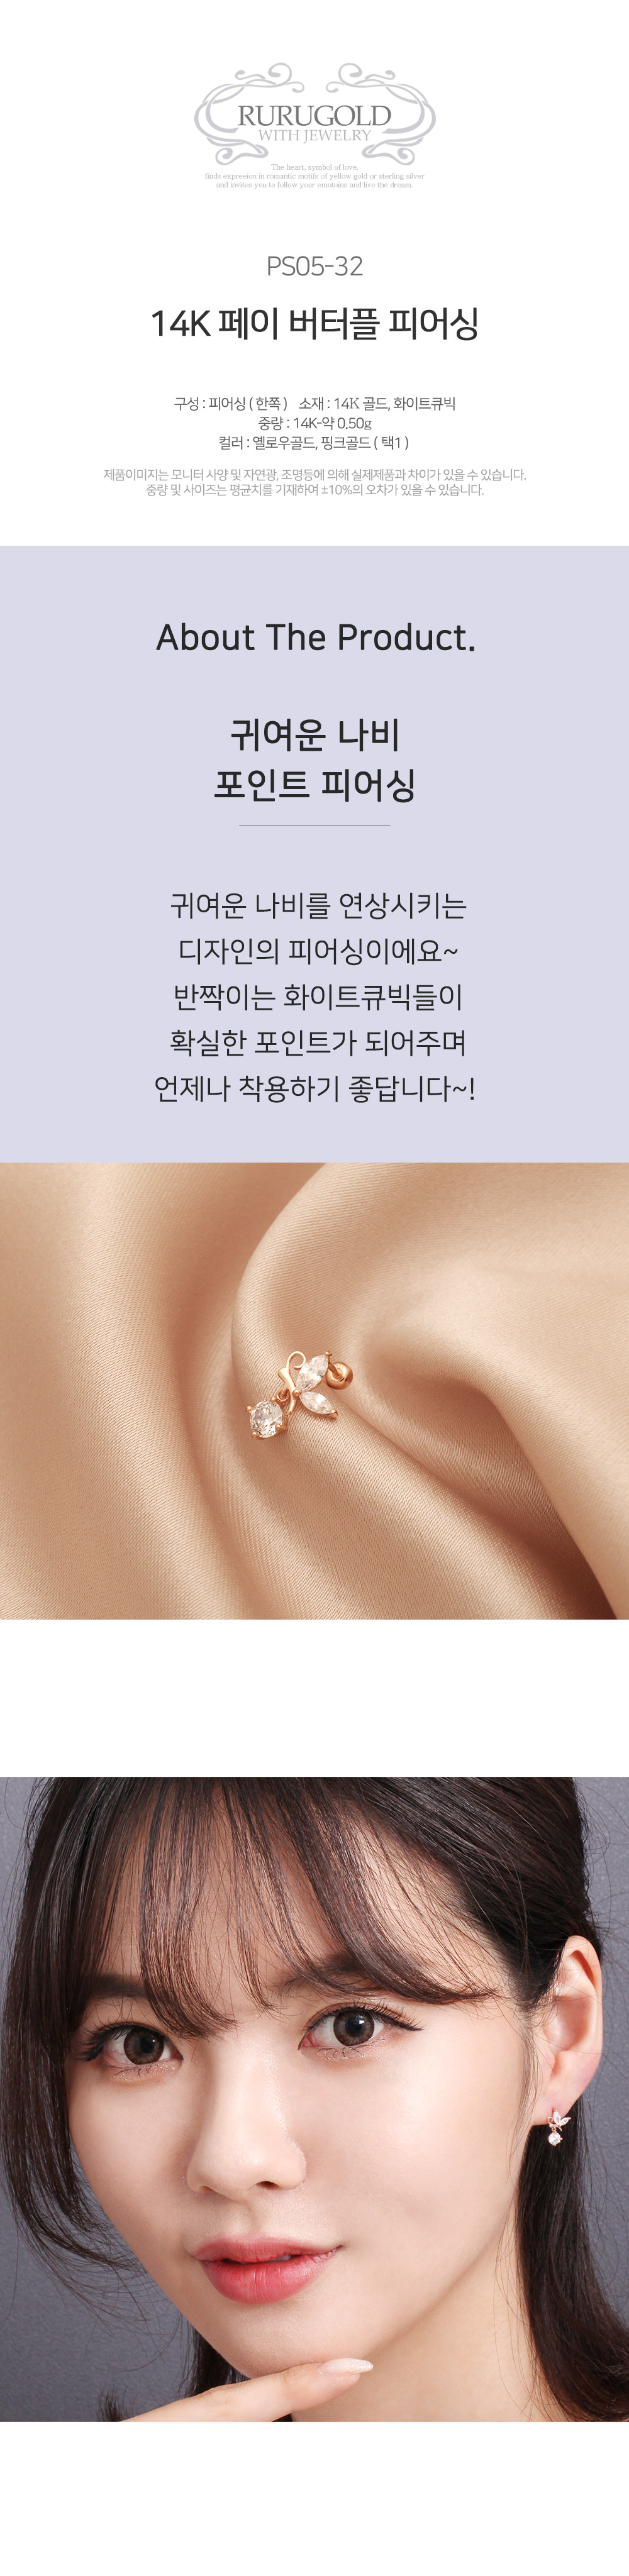 RURUGOLD
WITH JEWELRY
The heart, symbol of love,
finds expreeion in romantic motifs of yellow gold or sterling silver
and invites you to follow your emotoins and live the dream.
PS05-32
14K 페이 버터플 피어싱
구성 : 피어싱 ( 한쪽 ) 소재 : 14K 골드, 화이트큐빅
중량 : 14K-약 0.50g
컬러 : 옐로우골드, 핑크골드 ( 택1 )
제품이미지는 모니터 사양 및 자연광, 조명등에 의해 실제제품과 차이가 있을 수 있습니다.
중량 및 사이즈는 평균치를 기재하여 ±10%의 오차가 있을 수 있습니다.
About The Product.
귀여운 나비
포인트 피어싱
귀여운 나비를 연상시키는
디자인의 피어싱이에요~
반짝이는 화이트큐빅들이
확실한 포인트가 되어주며
언제나 착용하기 좋답니다~!